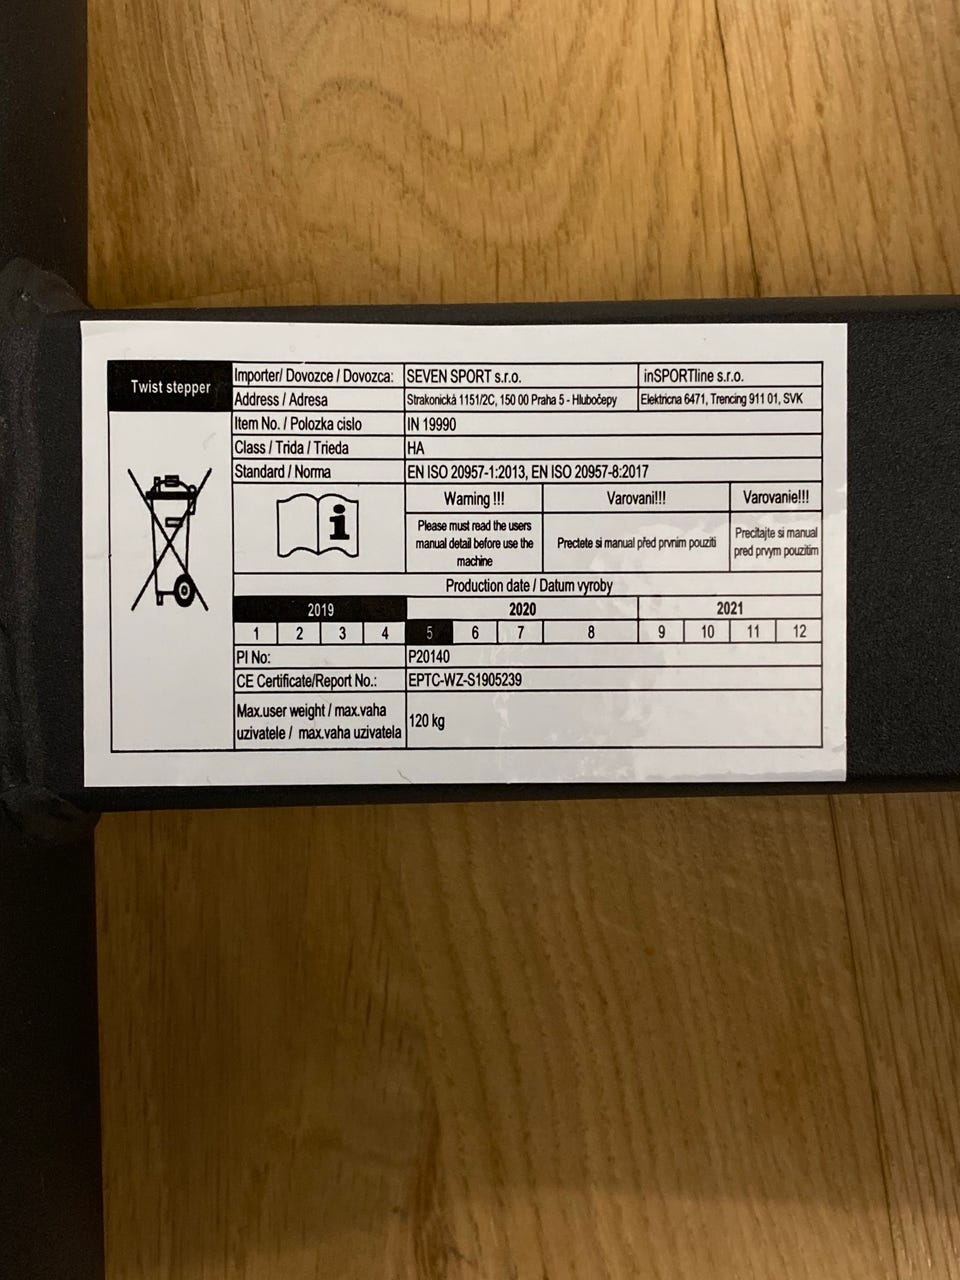 Twist stepper
Importer/ Dovozce / Dovozca: SEVEN SPORT s.r.o. inSPORTline s.r.o.
Address / Adresa Strakonická 1151/2C, 150 00 Praha 5 - Hlubočepy Elektricna 6471, Trencing 911 01, SVK
Item No. / Polozka cislo IN 19990
Class / Trida / Trieda HA
Standard / Norma EN ISO 20957-1:2013, EN ISO 20957-8:2017
Warning !!! Varovani!!! Varovanie!!!
Please must read the users
manual detail before use the
machine
Prectete si manual před prvnim pouziti
Precitajte si manual
pred prvym pouzitim
Production date / Datum vyroby
2019 2020 2021
1 2 3 4 5 6 7 8 9 10 11 12
PI No: P20140
CE Certificate/Report No.: EPTC-WZ-S1905239
Max.user weight / max.vaha
uzivatele / max.vaha uzivatela
120 kg